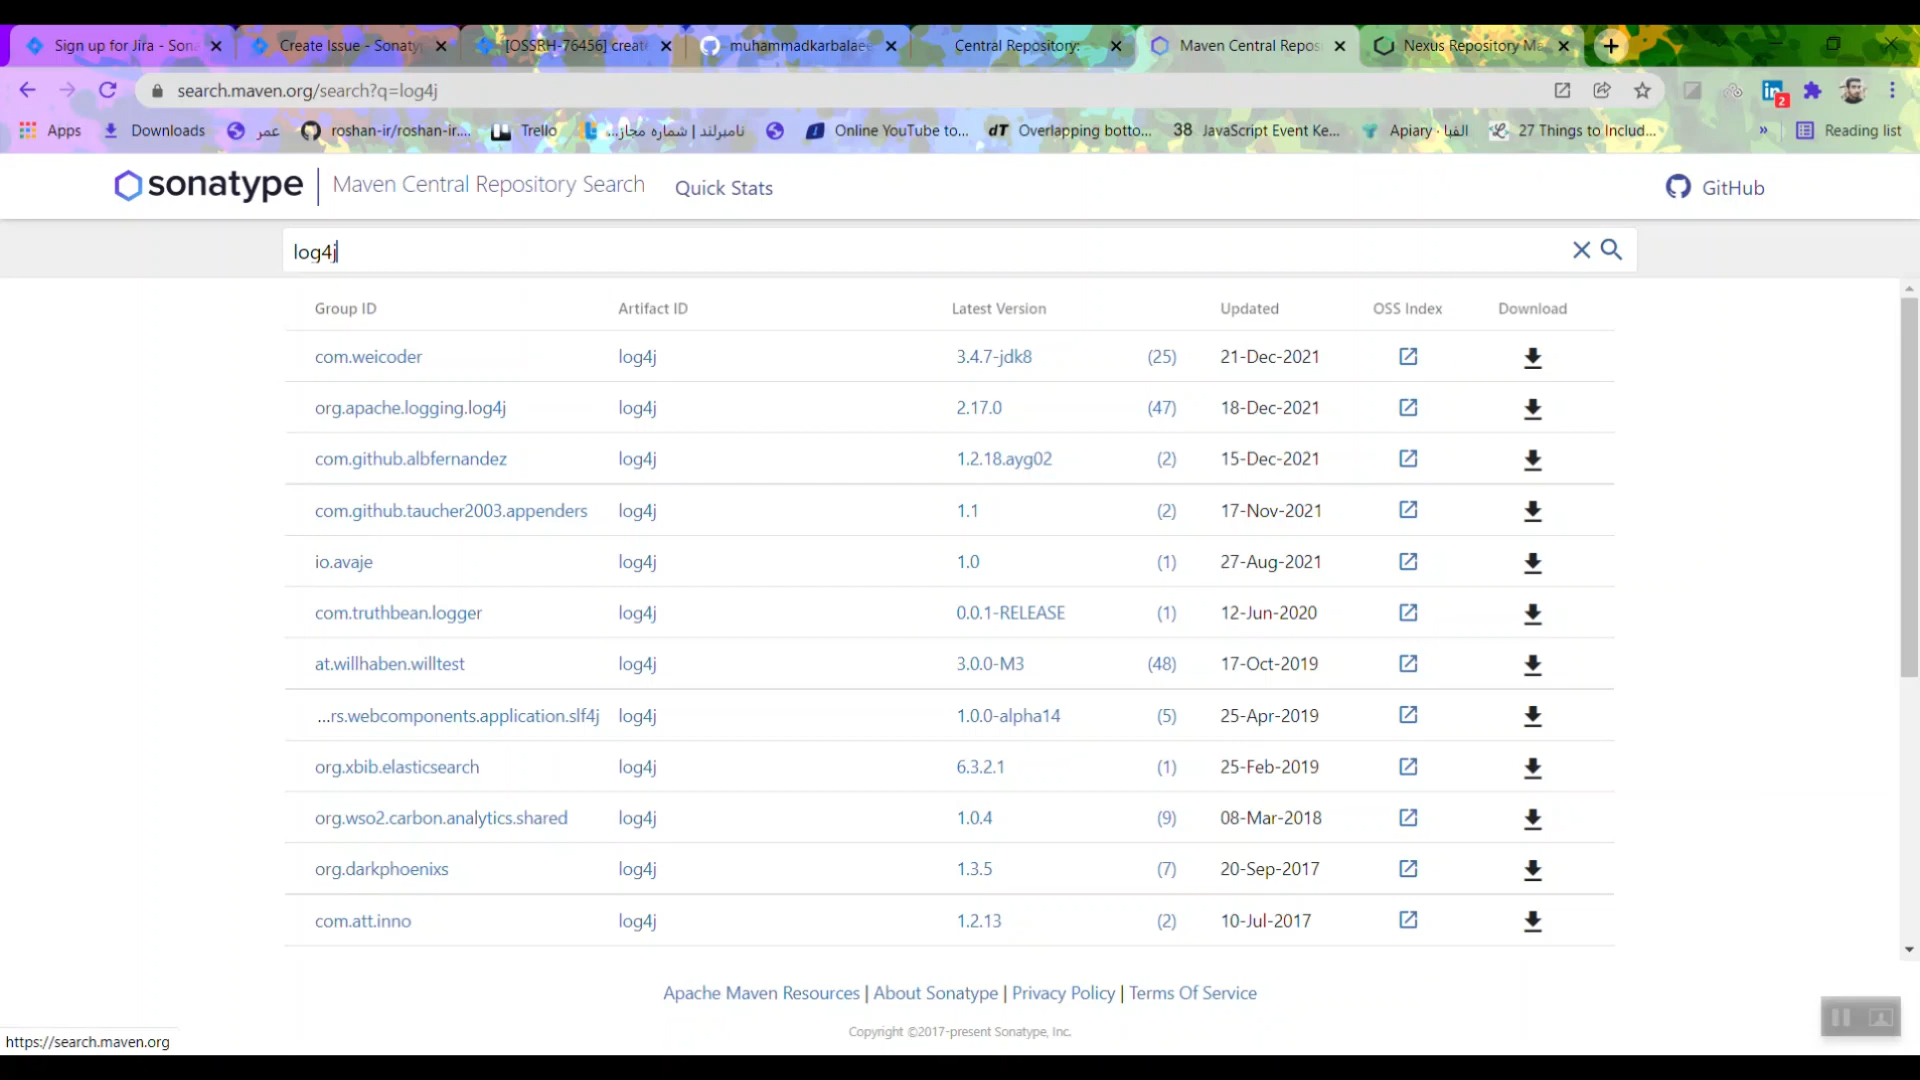 Sign up for Jira - Sona
Create Issue - Sonaty
[OSSRH-76456] create
muhammadkarbalaee
Central Repository:
Maven Central Repos
Nexus Repository Ma
search.maven.org/search?q=log4j
2
Apps
Downloads
عمر
roshan-ir/roshan-ir....
Trello
نامبرلند | شماره مجاز...
Online YouTube to...
dT Overlapping botto...
38 JavaScript Event Ke...
Apiary · الفبا
27 Things to Includ...
»
Reading list
sonatype
Maven Central Repository Search
Quick Stats
GitHub
log4j
Group ID Artifact ID Latest Version Updated OSS Index Download
com.weicoder log4j 3.4.7-jdk8 (25) 21-Dec-2021
org.apache.logging.log4j log4j 2.17.0 (47) 18-Dec-2021
com.github.albfernandez log4j 1.2.18.ayg02 (2) 15-Dec-2021
com.github.taucher2003.appenders log4j 1.1 (2) 17-Nov-2021
io.avaje log4j 1.0 (1) 27-Aug-2021
com.truthbean.logger log4j 0.0.1-RELEASE (1) 12-Jun-2020
at.willhaben.willtest log4j 3.0.0-M3 (48) 17-Oct-2019
...rs.webcomponents.application.slf4j log4j 1.0.0-alpha14 (5) 25-Apr-2019
org.xbib.elasticsearch log4j 6.3.2.1 (1) 25-Feb-2019
org.wso2.carbon.analytics.shared log4j 1.0.4 (9) 08-Mar-2018
org.darkphoenixs log4j 1.3.5 (7) 20-Sep-2017
com.att.inno log4j 1.2.13 (2) 10-Jul-2017
Apache Maven Resources | About Sonatype | Privacy Policy | Terms Of Service
Copyright ©2017-present Sonatype, Inc.
https://search.maven.org